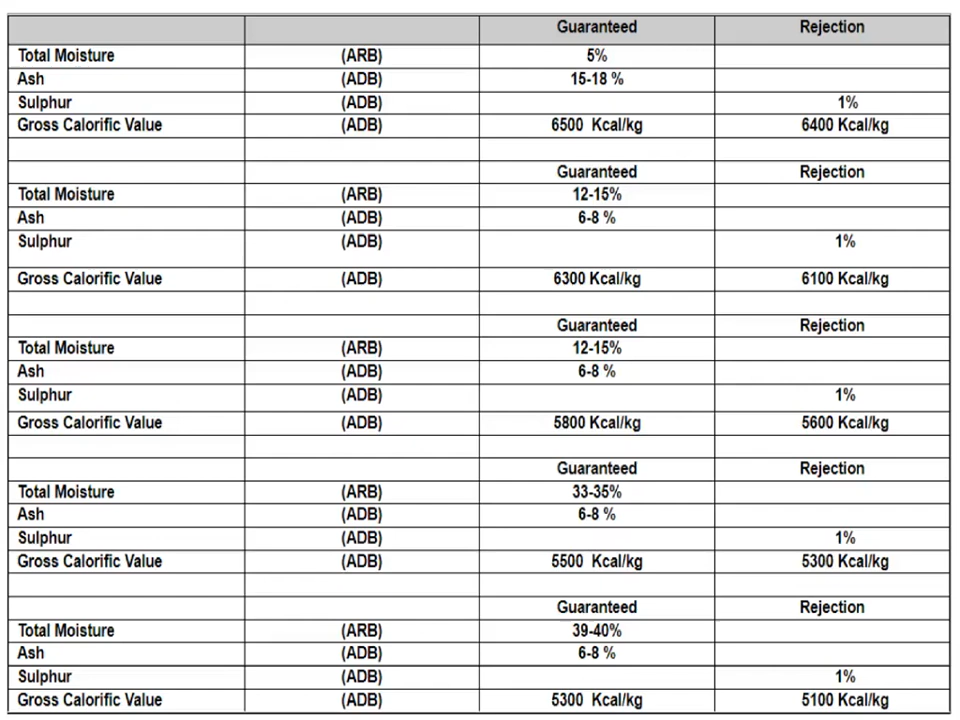 Guaranteed Rejection
Total Moisture (ARB) 5%
Ash (ADB) 15-18 %
Sulphur (ADB) 1%
Gross Calorific Value (ADB) 6500 Kcal/kg 6400 Kcal/kg
Guaranteed Rejection
Total Moisture (ARB) 12-15%
Ash (ADB) 6-8 %
Sulphur (ADB) 1%
Gross Calorific Value (ADB) 6300 Kcal/kg 6100 Kcal/kg
Guaranteed Rejection
Total Moisture (ARB) 12-15%
Ash (ADB) 6-8 %
Sulphur (ADB) 1%
Gross Calorific Value (ADB) 5800 Kcal/kg 5600 Kcal/kg
Guaranteed Rejection
Total Moisture (ARB) 33-35%
Ash (ADB) 6-8 %
Sulphur (ADB) 1%
Gross Calorific Value (ADB) 5500 Kcal/kg 5300 Kcal/kg
Guaranteed Rejection
Total Moisture (ARB) 39-40%
Ash (ADB) 6-8 %
Sulphur (ADB) 1%
Gross Calorific Value (ADB) 5300 Kcal/kg 5100 Kcal/kg